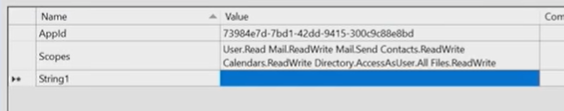 Name Value Com
AppId 73984e7d-7bd1-42dd-9415-300c9c88e8bd
Scopes User.Read Mail.ReadWrite Mail.Send Contacts.ReadWrite
Calendars.ReadWrite Directory.AccessAsUser.All Files.ReadWrite
String1